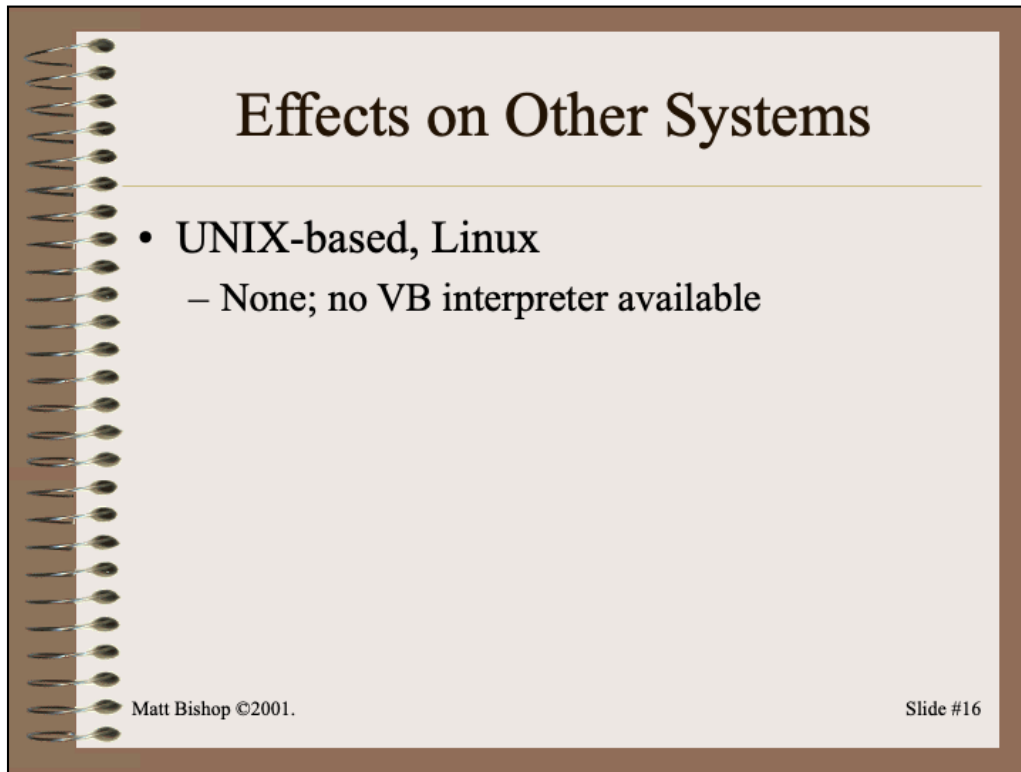 Effects on Other Systems
• UNIX-based, Linux
– None; no VB interpreter available
Matt Bishop ©2001.
Slide #16